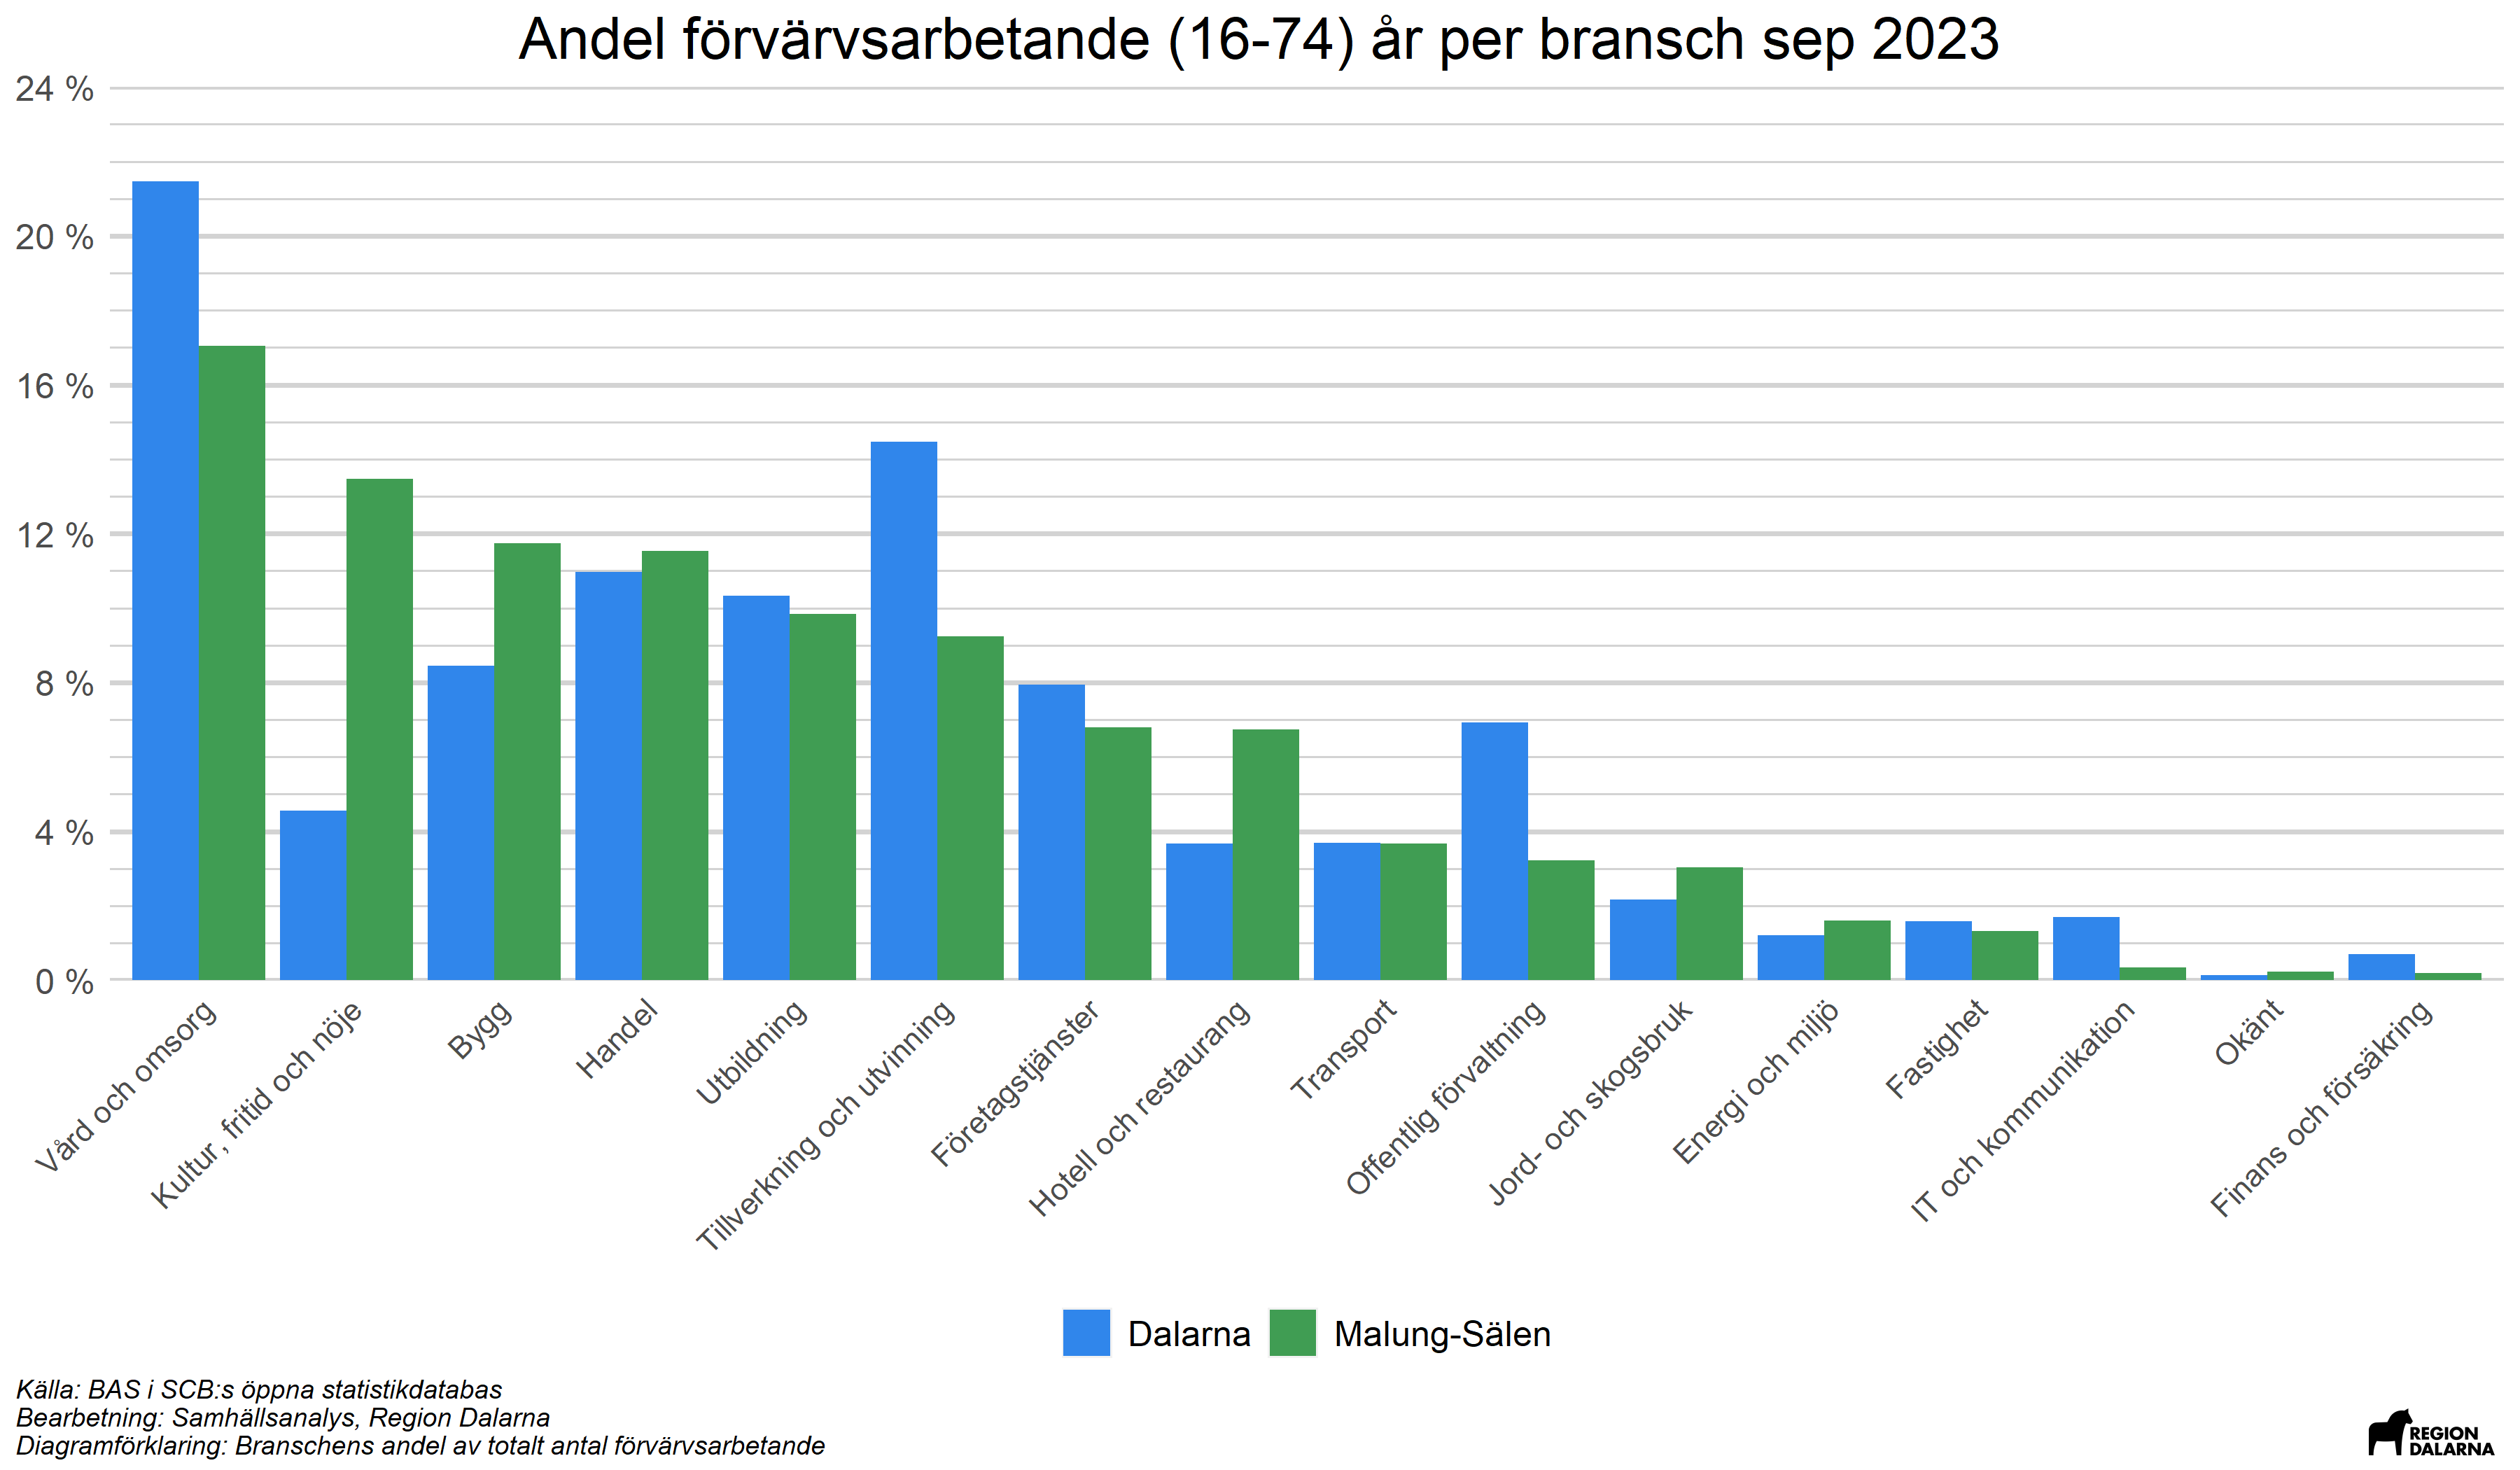 Andel förvärvsarbetande (16-74) år per bransch sep 2023
24 %
20 %
16 %
12 %
8 %
4 %
0 %
Vård och omsorg
Kultur, fritid och nöje
Bygg
Handel
Utbildning
Tillverkning och utvinning
Företagstjänster
Hotell och restaurang
Transport
Offentlig förvaltning
Jord- och skogsbruk
Energi och miljö
Fastighet
IT och kommunikation
Okänt
Finans och försäkring
Dalarna
Malung-Sälen
Källa: BAS i SCB:s öppna statistikdatabas
Bearbetning: Samhällsanalys, Region Dalarna
Diagramförklaring: Branschens andel av totalt antal förvärvsarbetande
REGION
DALARNA